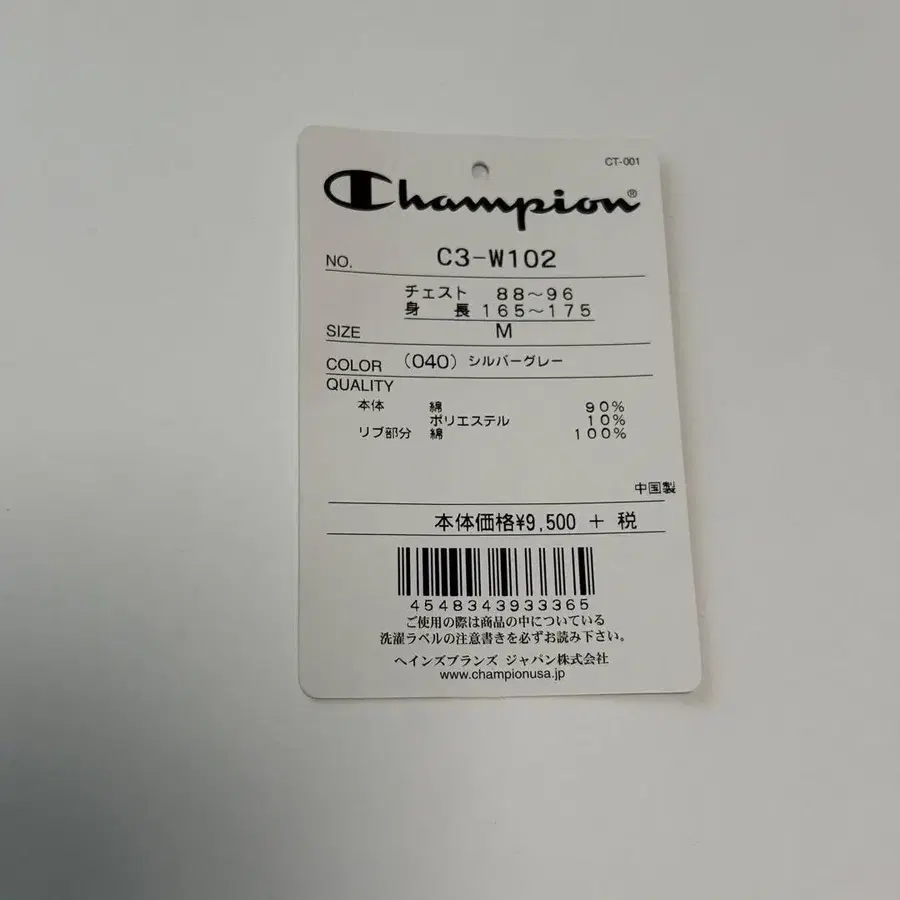 CT-001
Champion®
NO. C3-W102
チェスト 88～96
身長 165～175
SIZE M
COLOR (040) シルバーグレー
QUALITY
本体 綿 90%
ポリエステル 10%
リブ部分 綿 100%
中国製
本体価格¥9,500 + 税
4548343933365
ご使用の際は商品の中についている
洗濯ラベルの注意書きを必ずお読み下さい。
ヘインズブランズ ジャパン株式会社
www.championusa.jp